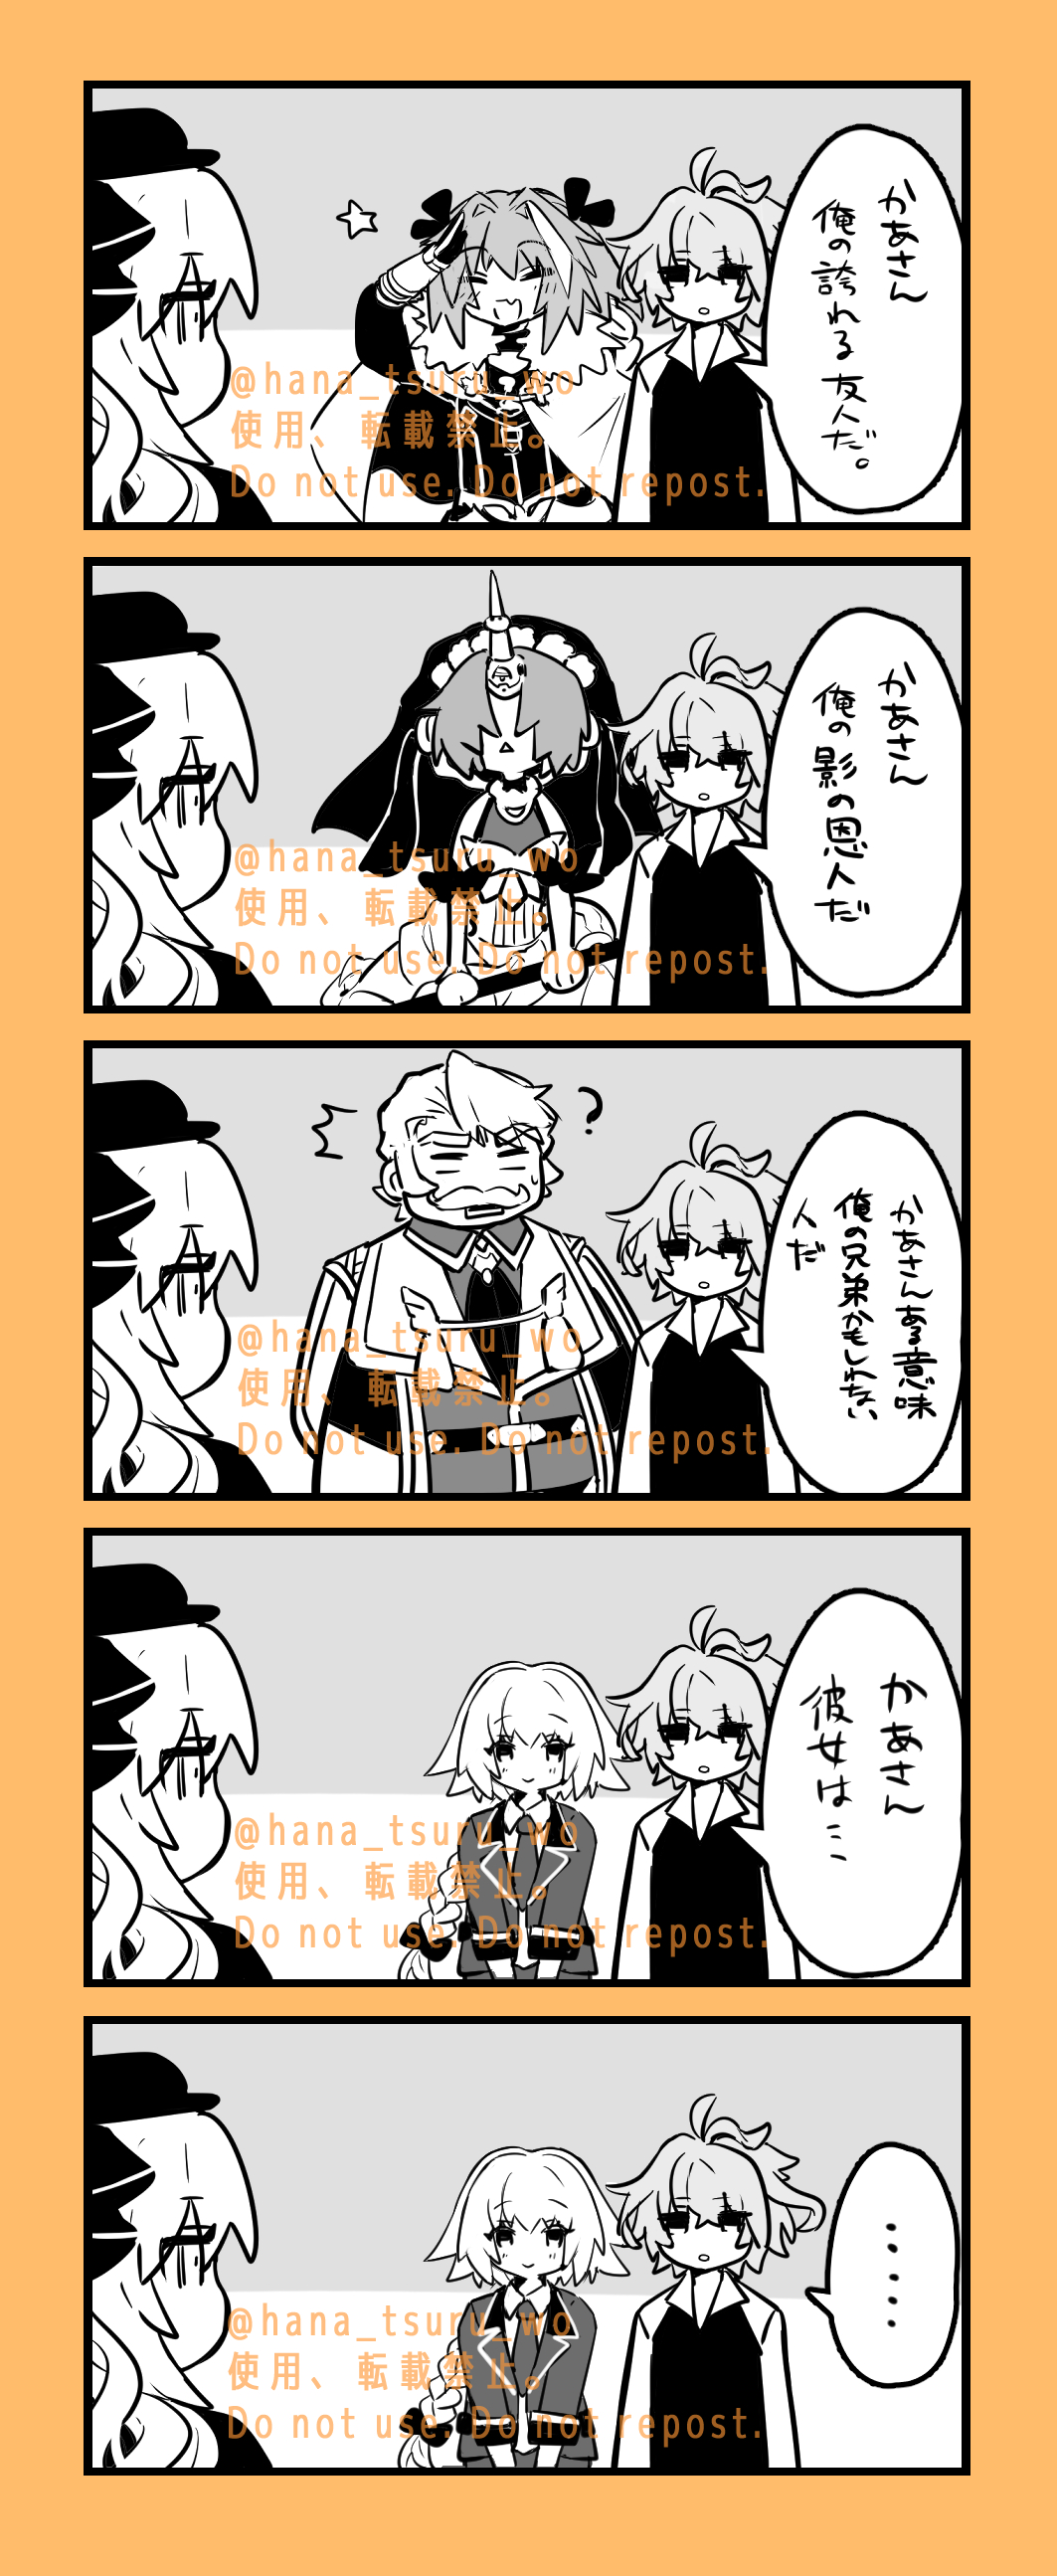 かあさん
俺の誇れる友人だ。
@hana_tsuru_wo
使用、転載禁止。
Do not use. Do not repost.
かあさん
俺の影の恩人だ
@hana_tsuru_wo
使用、転載禁止。
Do not use. Do not repost.
?
かあさんある意味
俺の兄弟かもしれない
人だ
@hana_tsuru_wo
使用、転載禁止。
Do not use. Do not repost.
かあさん
彼女は…
@hana_tsuru_wo
使用、転載禁止。
Do not use. Do not repost.
.....
@hana_tsuru_wo
使用、転載禁止。
Do not use. Do not repost.